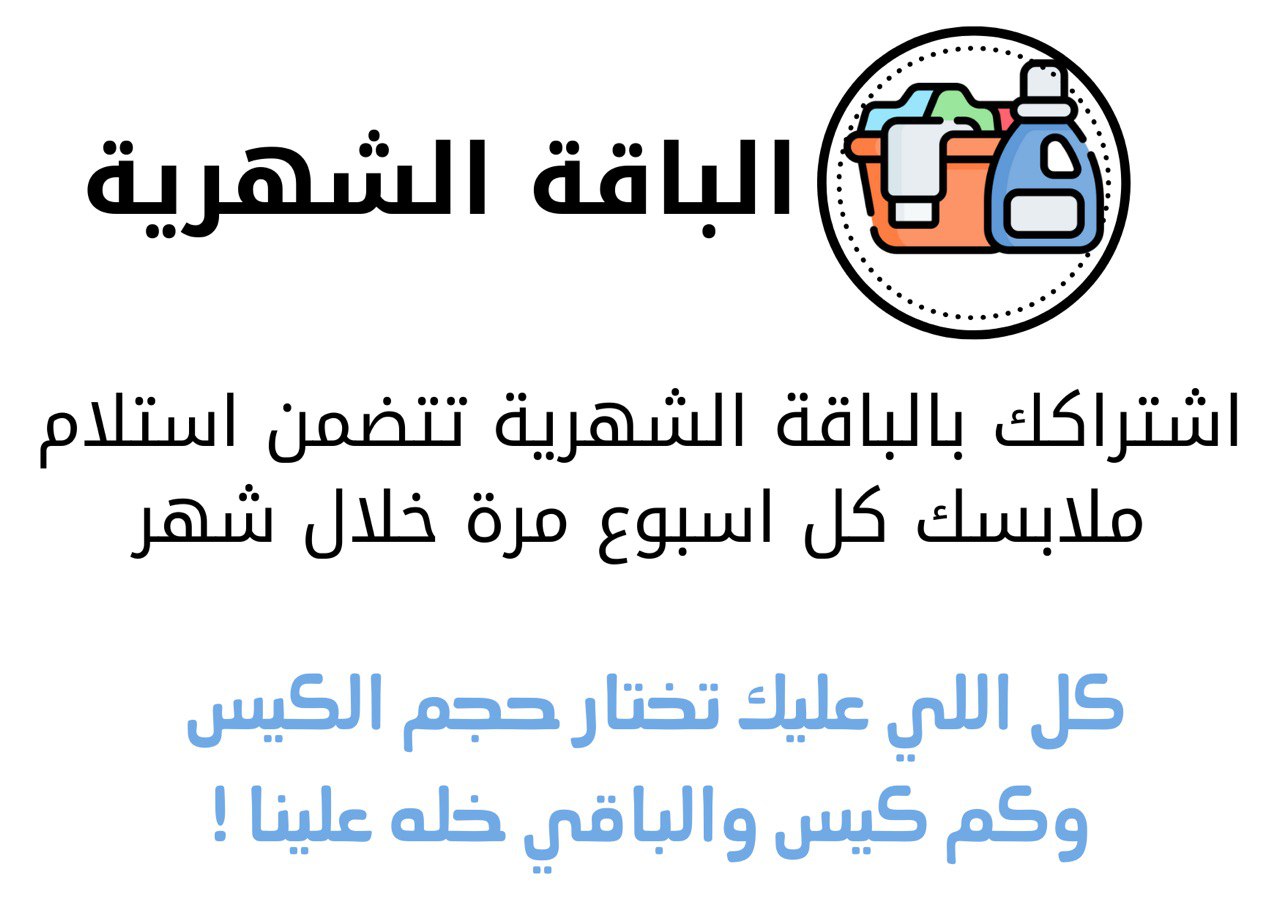 الباقة الشهرية
اشتراكك بالباقة الشهرية تتضمن استلام
ملابسك كل اسبوع مرة خلال شهر
كل اللي عليك تختار حجم الكيس
وكم كيس والباقي خله علينا !